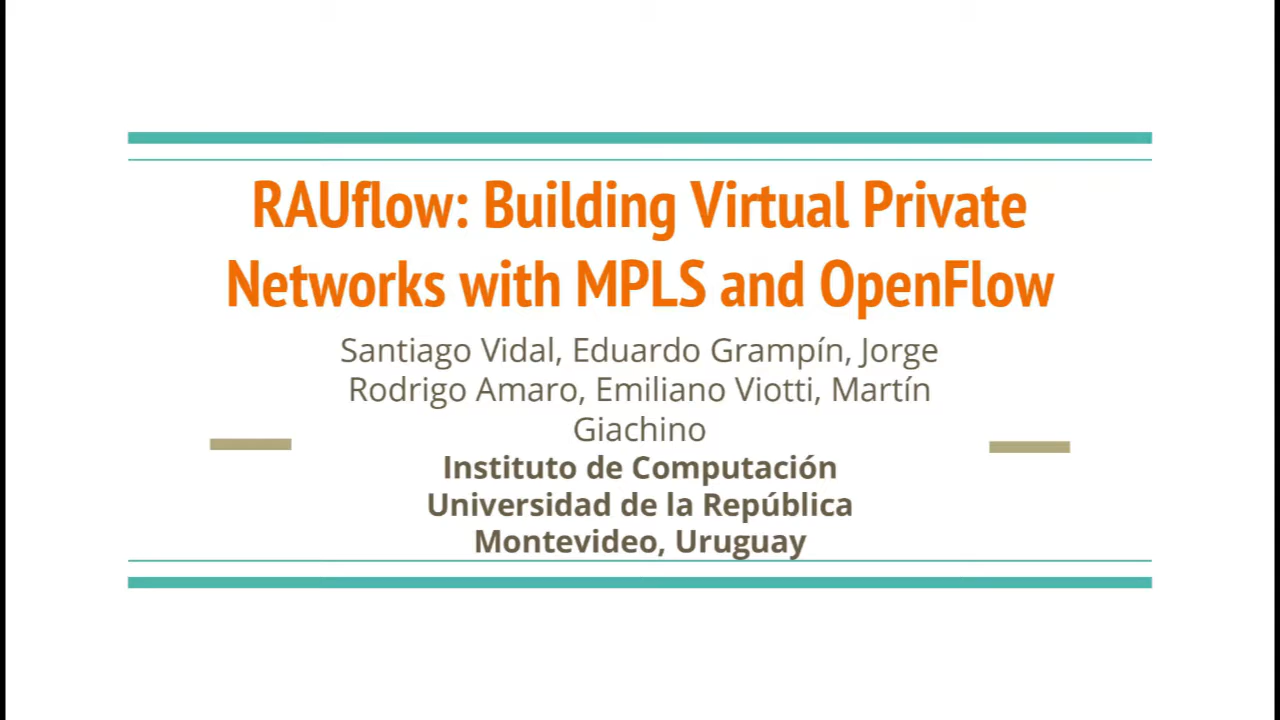 RAUflow: Building Virtual Private
Networks with MPLS and OpenFlow
Santiago Vidal, Eduardo Grampín, Jorge
Rodrigo Amaro, Emiliano Viotti, Martín
Giachino
Instituto de Computación
Universidad de la República
Montevideo, Uruguay